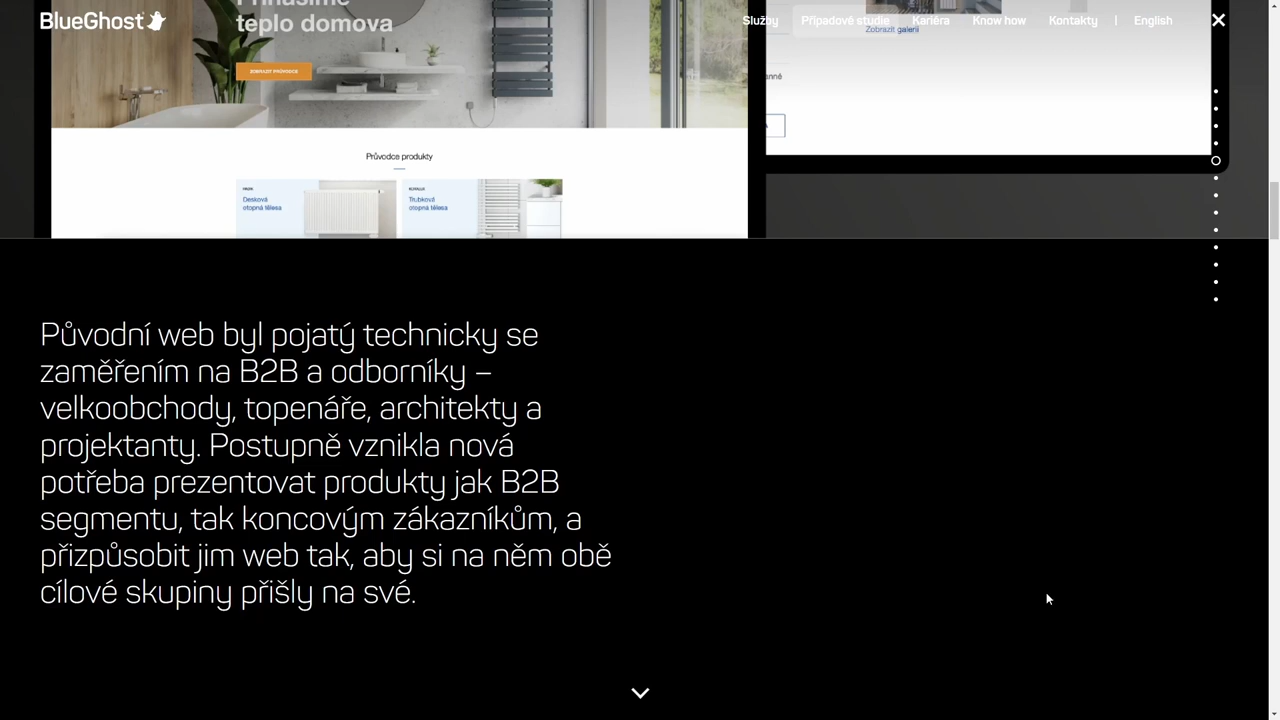 BlueGhost
Služby
Případové studie
Kariéra
Know how
Kontakty
|
English
Přinášíme
teplo domova
ZOBRAZIT PRŮVODCE
Zobrazit galerii
Průvodce produkty
Desková
otopná tělesa
KORALUX
Trubková
otopná tělesa
Původní web byl pojatý technicky se
zaměřením na B2B a odborníky –
velkoobchody, topenáře, architekty a
projektanty. Postupně vznikla nová
potřeba prezentovat produkty jak B2B
segmentu, tak koncovým zákazníkům, a
přizpůsobit jim web tak, aby si na něm obě
cílové skupiny přišly na své.